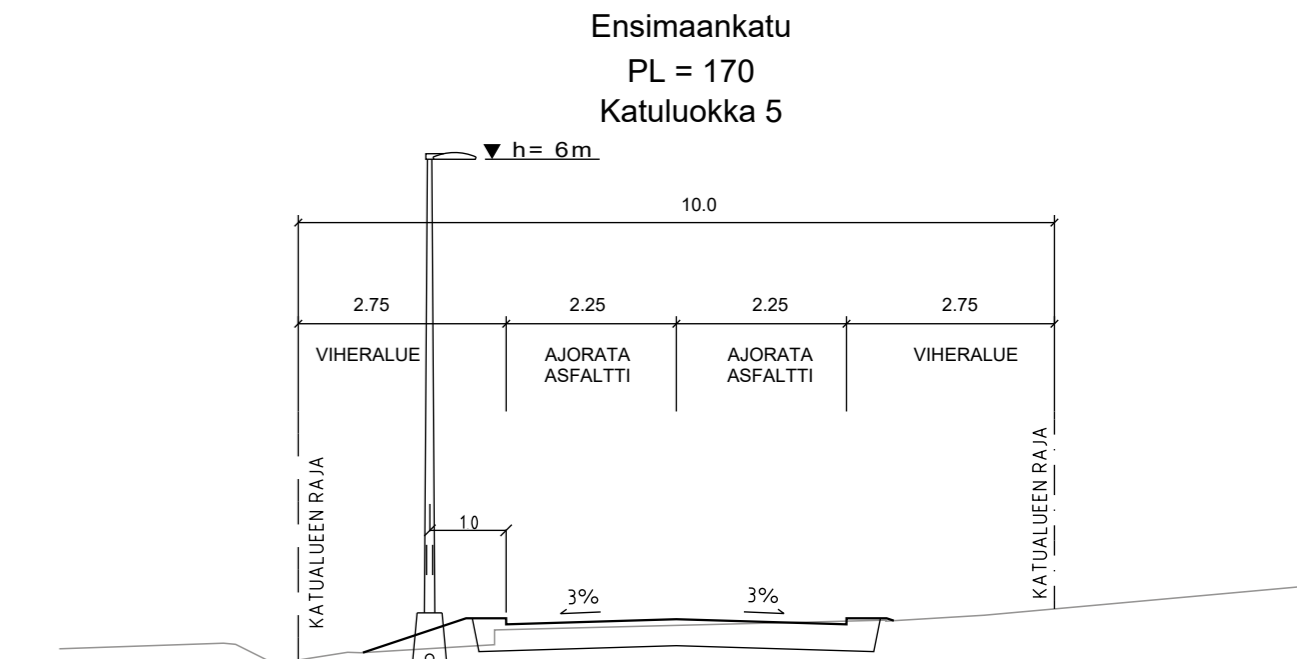 Ensimaankatu
PL = 170
Katuluokka 5
h= 6m
10.0
2.75
2.25
2.25
2.75
VIHERALUE
AJORATA
ASFALTTI
AJORATA
ASFALTTI
VIHERALUE
KATUALUEEN RAJA
KATUALUEEN RAJA
10
3%
3%